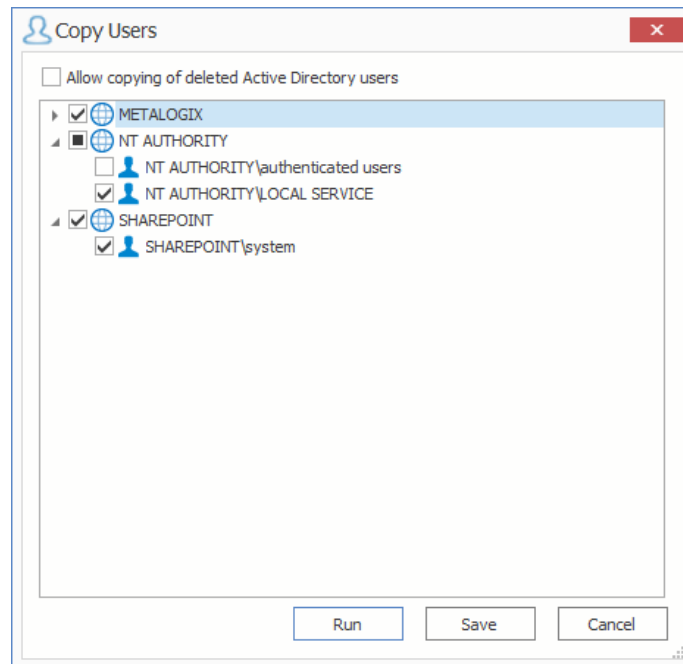 Copy Users
Allow copying of deleted Active Directory users
METALOGIX
NT AUTHORITY
NT AUTHORITY\authenticated users
NT AUTHORITY\LOCAL SERVICE
SHAREPOINT
SHAREPOINT\system
Run Save Cancel